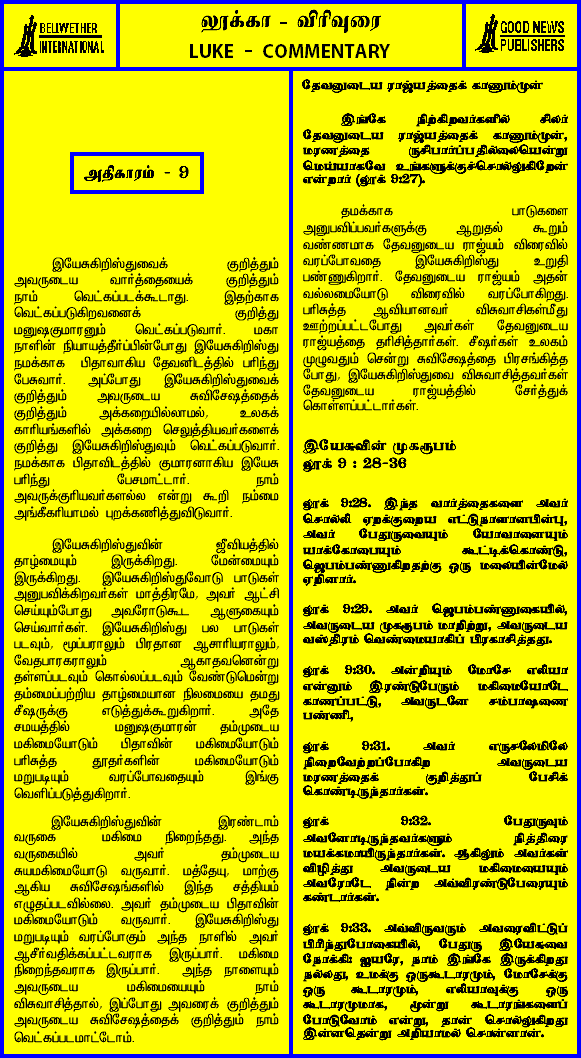 BELWETHER
INTERNATIONAL
லூக்கா - விரிவுரை
LUKE - COMMENTARY
GOOD NEWS
PUBLISHERS
அதிகாரம் - 9
இயேசுகிறிஸ்துவைக் குறித்தும்
அவருடைய வார்த்தையைக் குறித்தும்
நாம் வெட்கப்படக்கூடாது. இதற்காக
வெட்கப்படுகிறவனைக் குறித்து
மனுஷகுமாரனும் வெட்கப்படுவார். மகா
நாளின் நியாயத்தீர்ப்பின்போது இயேசுகிறிஸ்து
நமக்காக பிதாவாகிய தேவனிடத்தில் பரிந்து
பேசுவார். அப்போது இயேசுகிறிஸ்துவைக்
குறித்தும் அவருடைய சுவிசேஷத்தைக்
குறித்தும் அக்கறையில்லாமல், உலகக்
காரியங்களில் அக்கறை செலுத்தியவர்களைக்
குறித்து இயேசுகிறிஸ்துவும் வெட்கப்படுவார்.
நமக்காக பிதாவிடத்தில் குமாரனாகிய இயேசு
பரிந்து பேசமாட்டார். நாம்
அவருக்குரியவர்களல்ல என்று கூறி நம்மை
அங்கீகரியாமல் புறக்கணித்துவிடுவார்.
இயேசுகிறிஸ்துவின் ஜீவியத்தில்
தாழ்மையும் இருக்கிறது. மேன்மையும்
இருக்கிறது. இயேசுகிறிஸ்துவோடு பாடுகள்
அனுபவிக்கிறவர்கள் மாத்திரமே, அவர் ஆட்சி
செய்யும்போது அவரோடுகூட ஆளுகையும்
செய்வார்கள். இயேசுகிறிஸ்து பல பாடுகள்
படவும், மூப்பராலும் பிரதான ஆசாரியராலும்,
வேதபாரகராலும் ஆகாதவனென்று
தள்ளப்படவும் கொல்லப்படவும் வேண்டுமென்று
தம்மைப்பற்றிய தாழ்மையான நிலமையை தமது
சீஷருக்கு எடுத்துக்கூறுகிறார். அதே
சமயத்தில் மனுஷகுமாரன் தம்முடைய
மகிமையோடும் பிதாவின் மகிமையோடும்
பரிசுத்த தூதர்களின் மகிமையோடும்
மறுபடியும் வரப்போவதையும் இங்கு
வெளிப்படுத்துகிறார்.
இயேசுகிறிஸ்துவின் இரண்டாம்
வருகை மகிமை நிறைந்தது. அந்த
வருகையில் அவர் தம்முடைய
சுயமகிமையோடு வருவார். மத்தேயு, மாற்கு
ஆகிய சுவிசேஷங்களில் இந்த சத்தியம்
எழுதப்படவில்லை. அவர் தம்முடைய பிதாவின்
மகிமையோடும் வருவார். இயேசுகிறிஸ்து
மறுபடியும் வரப்போகும் அந்த நாளில் அவர்
ஆசீர்வதிக்கப்பட்டவராக இருப்பார். மகிமை
நிறைந்தவராக இருப்பார். அந்த நாளையும்
அவருடைய மகிமையையும் நாம்
விசுவாசித்தால், இப்போது அவரைக் குறித்தும்
அவருடைய சுவிசேஷத்தைக் குறித்தும் நாம்
வெட்கப்படமாட்டோம்.
தேவனுடைய ராஜ்யத்தைக் காணும்முன்
இங்கே நிற்கிறவர்களில் சிலர்
தேவனுடைய ராஜ்யத்தைக் காணும்முன்,
மரணத்தை ருசிபார்ப்பதில்லையென்று
மெய்யாகவே உங்களுக்குச்சொல்லுகிறேன்
என்றார் (லூக் 9:27).
தமக்காக பாடுகளை
அனுபவிப்பவர்களுக்கு ஆறுதல் கூறும்
வண்ணமாக தேவனுடைய ராஜ்யம் விரைவில்
வரப்போவதை இயேசுகிறிஸ்து உறுதி
பண்ணுகிறார். தேவனுடைய ராஜ்யம் அதன்
வல்லமையோடு விரைவில் வரப்போகிறது.
பரிசுத்த ஆவியானவர் விசுவாசிகள்மீது
ஊற்றப்பட்டபோது அவர்கள் தேவனுடைய
ராஜ்யத்தை தரிசித்தார்கள். சீஷர்கள் உலகம்
முழுவதும் சென்று சுவிசேஷத்தை பிரசங்கித்த
போது, இயேசுகிறிஸ்துவை விசுவாசித்தவர்கள்
தேவனுடைய ராஜ்யத்தில் சேர்த்துக்
கொள்ளப்பட்டார்கள்.
இயேசுவின் முகரூபம்
லூக் 9 : 28-36
லூக் 9:28. இந்த வார்த்தைகளை அவர்
சொல்லி ஏறக்குறைய எட்டுநாளானபின்பு,
அவர் பேதுருவையும் யோவானையும்
யாக்கோபையும் கூட்டிக்கொண்டு,
ஜெபம்பண்ணுகிறதற்கு ஒரு மலையின்மேல்
ஏறினார்.
லூக் 9:29. அவர் ஜெபம்பண்ணுகையில்,
அவருடைய முகரூபம் மாறிற்று, அவருடைய
வஸ்திரம் வெண்மையாகிப் பிரகாசித்தது.
லூக் 9:30. அன்றியும் மோசே எலியா
என்னும் இரண்டுபேரும் மகிமையோடே
காணப்பட்டு, அவருடனே சம்பாஷணை
பண்ணி,
லூக் 9:31. அவர் எருசலேமிலே
நிறைவேற்றப்போகிற அவருடைய
மரணத்தைக் குறித்துப் பேசிக்
கொண்டிருந்தார்கள்.
லூக் 9:32. பேதுருவும்
அவனோடிருந்தவர்களும் நித்திரை
மயக்கமாயிருந்தார்கள். ஆகிலும் அவர்கள்
விழித்து அவருடைய மகிமையையும்
அவரோடே நின்ற அவ்விரண்டுபேரையும்
கண்டார்கள்.
லூக் 9:33. அவ்விருவரும் அவரைவிட்டுப்
பிரிந்துபோகையில், பேதுரு இயேசுவை
நோக்கி: ஐயரே, நாம் இங்கே இருக்கிறது
நல்லது, உமக்கு ஒருகூடாரமும், மோசேக்கு
ஒரு கூடாரமும், எலியாவுக்கு ஒரு
கூடாரமுமாக, மூன்று கூடாரங்களைப்
போடுவோம் என்று, தான் சொல்லுகிறது
இன்னதென்று அறியாமல் சொன்னான்.